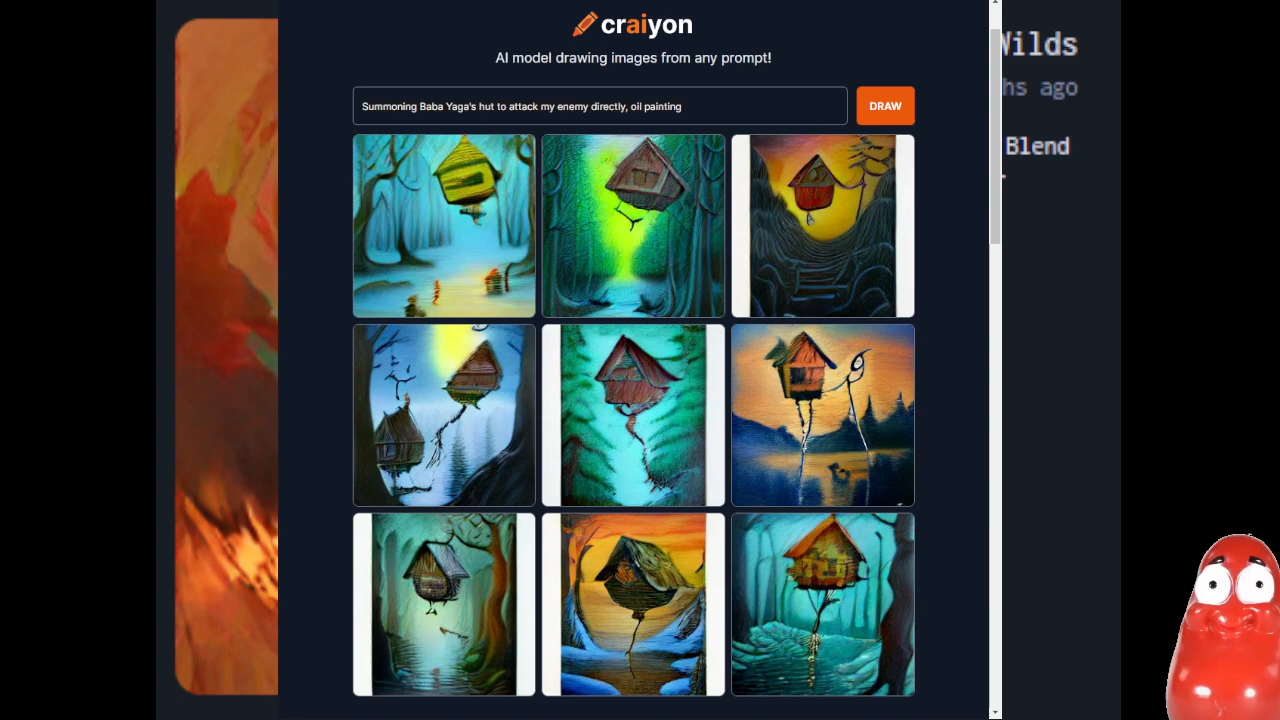 craiyon
AI model drawing images from any prompt!
Summoning Baba Yaga's hut to attack my enemy directly, oil painting
DRAW
Wilds
hs ago
Blend